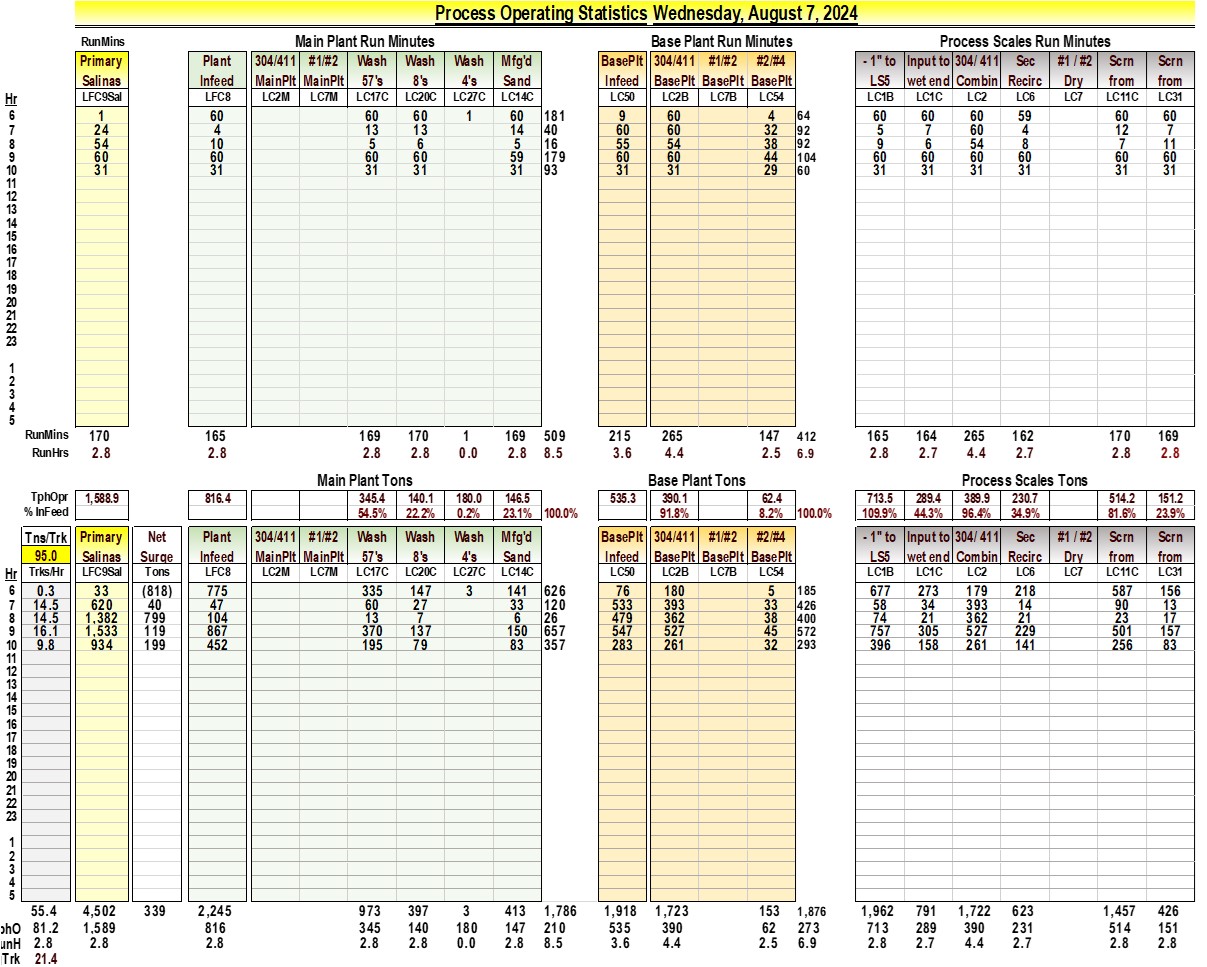 Process Operating Statistics Wednesday, August 7, 2024
RunMins Main Plant Run Minutes Base Plant Run Minutes Process Scales Run Minutes
Primary Plant 304/411 #1/#2 Wash Wash Wash Mfg'd BasePlt 304/411 #1/#2 #2/#4 - 1" to Input to 304/ 411 Sec #1 / #2 Scrn Scrn
Salinas Infeed MainPlt MainPlt 57's 8's 4's Sand Infeed BasePlt BasePlt BasePlt LS5 wet end Combin Recirc Dry from from
Hr LFC9Sal LFC8 LC2M LC7M LC17C LC20C LC27C LC14C LC50 LC2B LC7B LC54 LC1B LC1C LC2 LC6 LC7 LC11C LC31
6 1 60 60 60 1 60 181 9 60 4 64 60 60 60 59 60 60
7 24 4 13 13 14 40 60 60 32 92 5 7 60 4 12 7
8 54 10 5 6 5 16 55 54 38 92 9 6 54 8 7 11
9 60 60 60 60 59 179 60 60 44 104 60 60 60 60 60 60
10 31 31 31 31 31 93 31 31 29 60 31 31 31 31 31 31
11
12
13
14
15
16
17
18
19
20
21
22
23
1
2
3
4
5
RunMins 170 165 169 170 1 169 509 215 265 147 412 165 164 265 162 170 169
RunHrs 2.8 2.8 2.8 2.8 0.0 2.8 8.5 3.6 4.4 2.5 6.9 2.8 2.7 4.4 2.7 2.8 2.8
Main Plant Tons Base Plant Tons Process Scales Tons
TphOpr 1,588.9 816.4 345.4 140.1 180.0 146.5 535.3 390.1 62.4 713.5 289.4 389.9 230.7 514.2 151.2
% InFeed 54.5% 22.2% 0.2% 23.1% 100.0% 91.8% 8.2% 100.0% 109.9% 44.3% 96.4% 34.9% 81.6% 23.9%
Tns/Trk Primary Net Plant 304/411 #1/#2 Wash Wash Wash Mfg'd BasePlt 304/411 #1/#2 #2/#4 - 1" to Input to 304/ 411 Sec #1 / #2 Scrn Scrn
95.0 Salinas Surge Infeed MainPlt MainPlt 57's 8's 4's Sand Infeed BasePlt BasePlt BasePlt LS5 wet end Combin Recirc Dry from from
Hr Trks/Hr LFC9Sal Tons LFC8 LC2M LC7M LC17C LC20C LC27C LC14C LC50 LC2B LC7B LC54 LC1B LC1C LC2 LC6 LC7 LC11C LC31
6 0.3 33 (818) 775 335 147 3 141 626 76 180 5 185 677 273 179 218 587 156
7 14.5 620 40 47 60 27 33 120 533 393 33 426 58 34 393 14 90 13
8 14.5 1,382 799 104 13 7 6 26 479 362 38 400 74 21 362 21 23 17
9 16.1 1,533 119 867 370 137 150 657 547 527 45 572 757 305 527 229 501 157
10 9.8 934 199 452 195 79 83 357 283 261 32 293 396 158 261 141 256 83
11
12
13
14
15
16
17
18
19
20
21
22
23
1
2
3
4
5
55.4 4,502 339 2,245 973 397 3 413 1,786 1,918 1,723 153 1,876 1,962 791 1,722 623 1,457 426
phO 81.2 1,589 816 345 140 180 147 210 535 390 62 273 713 289 390 231 514 151
unH 2.8 2.8 2.8 2.8 2.8 0.0 2.8 8.5 3.6 4.4 2.5 6.9 2.8 2.7 4.4 2.7 2.8 2.8
Trk 21.4